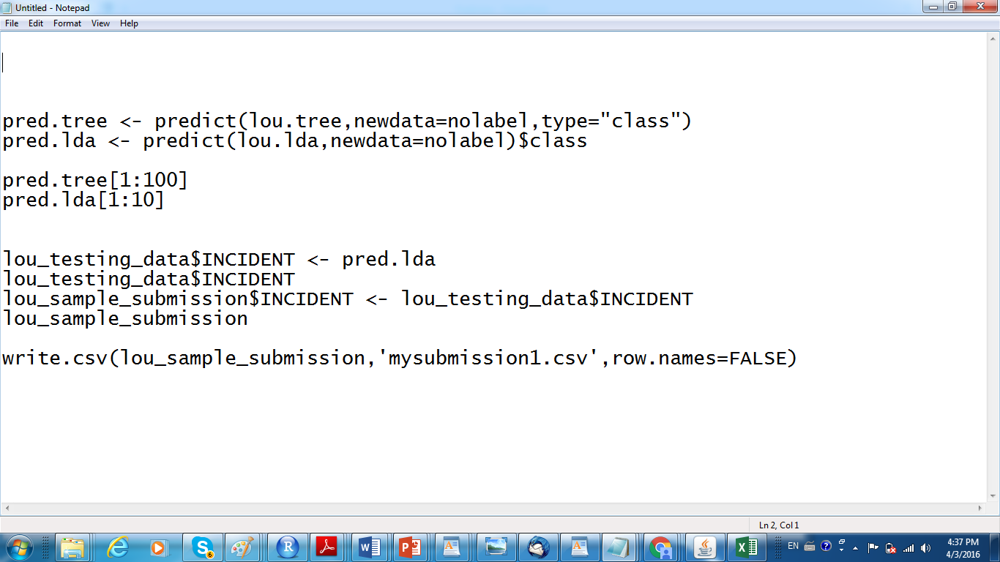 Untitled - Notepad
File Edit Format View Help
pred.tree <- predict(lou.tree,newdata=nolabel,type="class")
pred.lda <- predict(lou.lda,newdata=nolabel)$class
pred.tree[1:100]
pred.lda[1:10]
lou_testing_data$INCIDENT <- pred.lda
lou_testing_data$INCIDENT
lou_sample_submission$INCIDENT <- lou_testing_data$INCIDENT
lou_sample_submission
write.csv(lou_sample_submission,'mysubmission1.csv',row.names=FALSE)
Ln 2, Col 1
EN
4:37 PM
4/3/2016